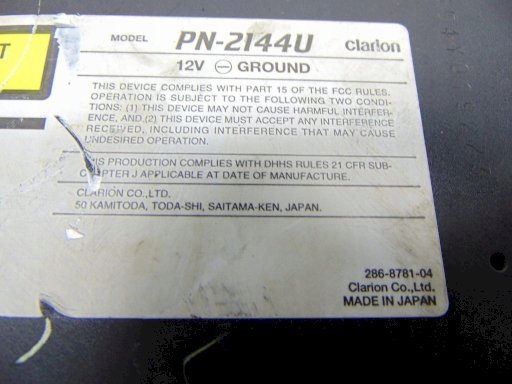 T
MODEL PN-2144U clarion
12V ⊖ GROUND
THIS DEVICE COMPLIES WITH PART 15 OF THE FCC RULES.
OPERATION IS SUBJECT TO THE FOLLOWING TWO CONDI-
TIONS: (1) THIS DEVICE MAY NOT CAUSE HARMFUL INTERFER-
ENCE, AND (2) THIS DEVICE MUST ACCEPT ANY INTERFERENCE
RECEIVED, INCLUDING INTERFERENCE THAT MAY CAUSE
UNDESIRED OPERATION.
THIS PRODUCTION COMPLIES WITH DHHS RULES 21 CFR SUB-
CHAPTER J APPLICABLE AT DATE OF MANUFACTURE.
CLARION CO.,LTD.
50 KAMITODA, TODA-SHI, SAITAMA-KEN, JAPAN.
286-8781-04
Clarion Co.,Ltd.
MADE IN JAPAN